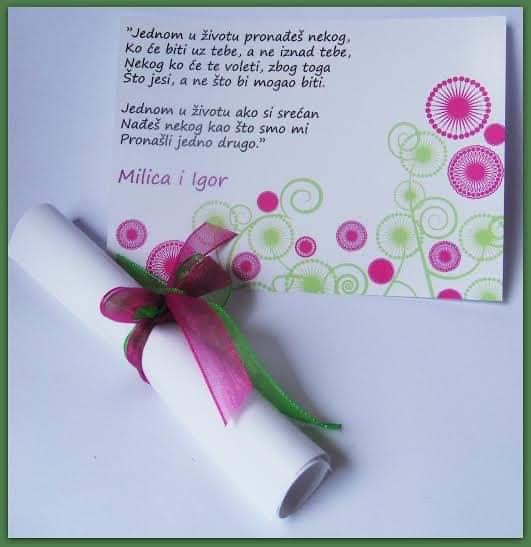 "Jednom u životu pronađeš nekog,
Ko će biti uz tebe, a ne iznad tebe,
Nekog ko će te voleti, zbog toga
Što jesi, a ne što bi mogao biti.
Jednom u životu ako si srećan
Nađeš nekog kao što smo mi
Pronašli jedno drugo."
Milica i Igor